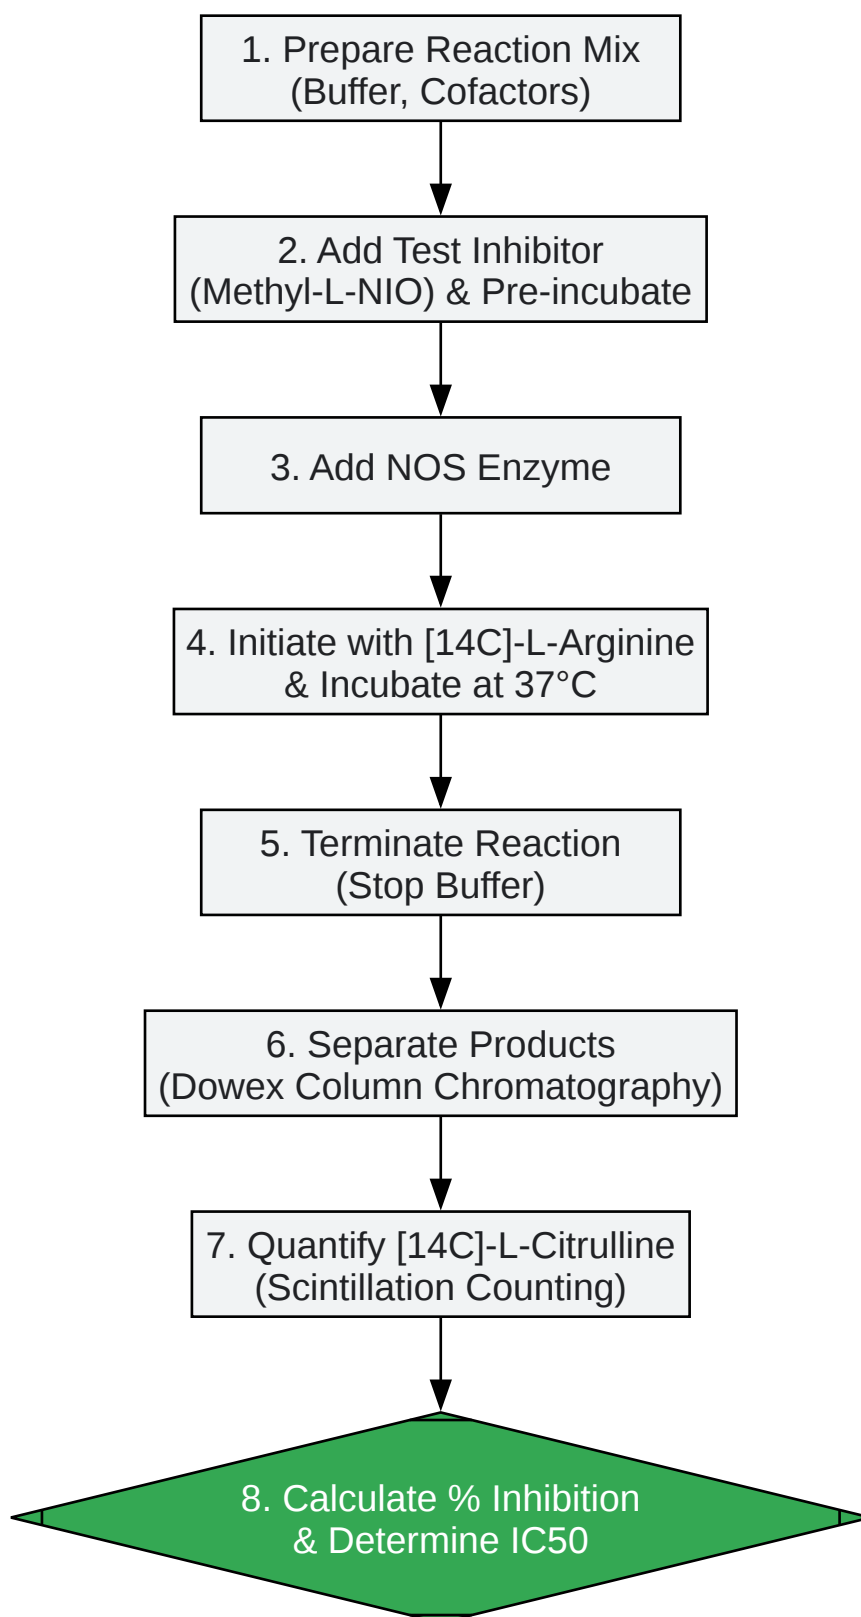 1. Prepare Reaction Mix
(Buffer, Cofactors)
2. Add Test Inhibitor
(Methyl-L-NIO) & Pre-incubate
3. Add NOS Enzyme
4. Initiate with [14C]-L-Arginine
& Incubate at 37°C
5. Terminate Reaction
(Stop Buffer)
6. Separate Products
(Dowex Column Chromatography)
7. Quantify [14C]-L-Citrulline
(Scintillation Counting)
8. Calculate % Inhibition
& Determine IC50